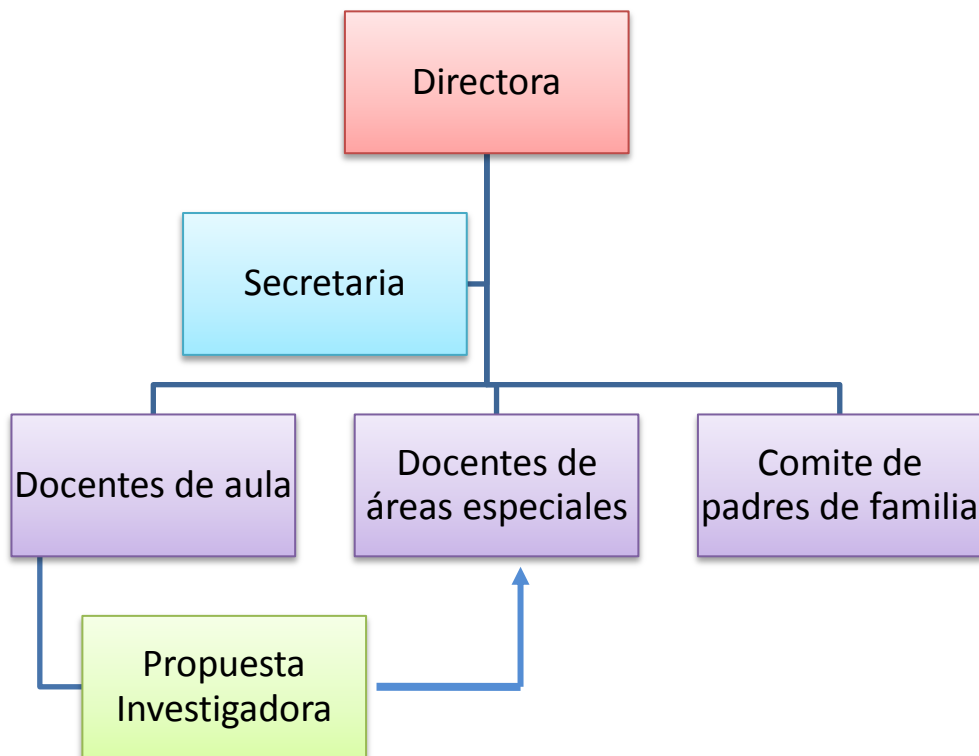 Directora
Secretaria
Docentes de aula
Docentes de
áreas especiales
Comite de
padres de familia
Propuesta
Investigadora